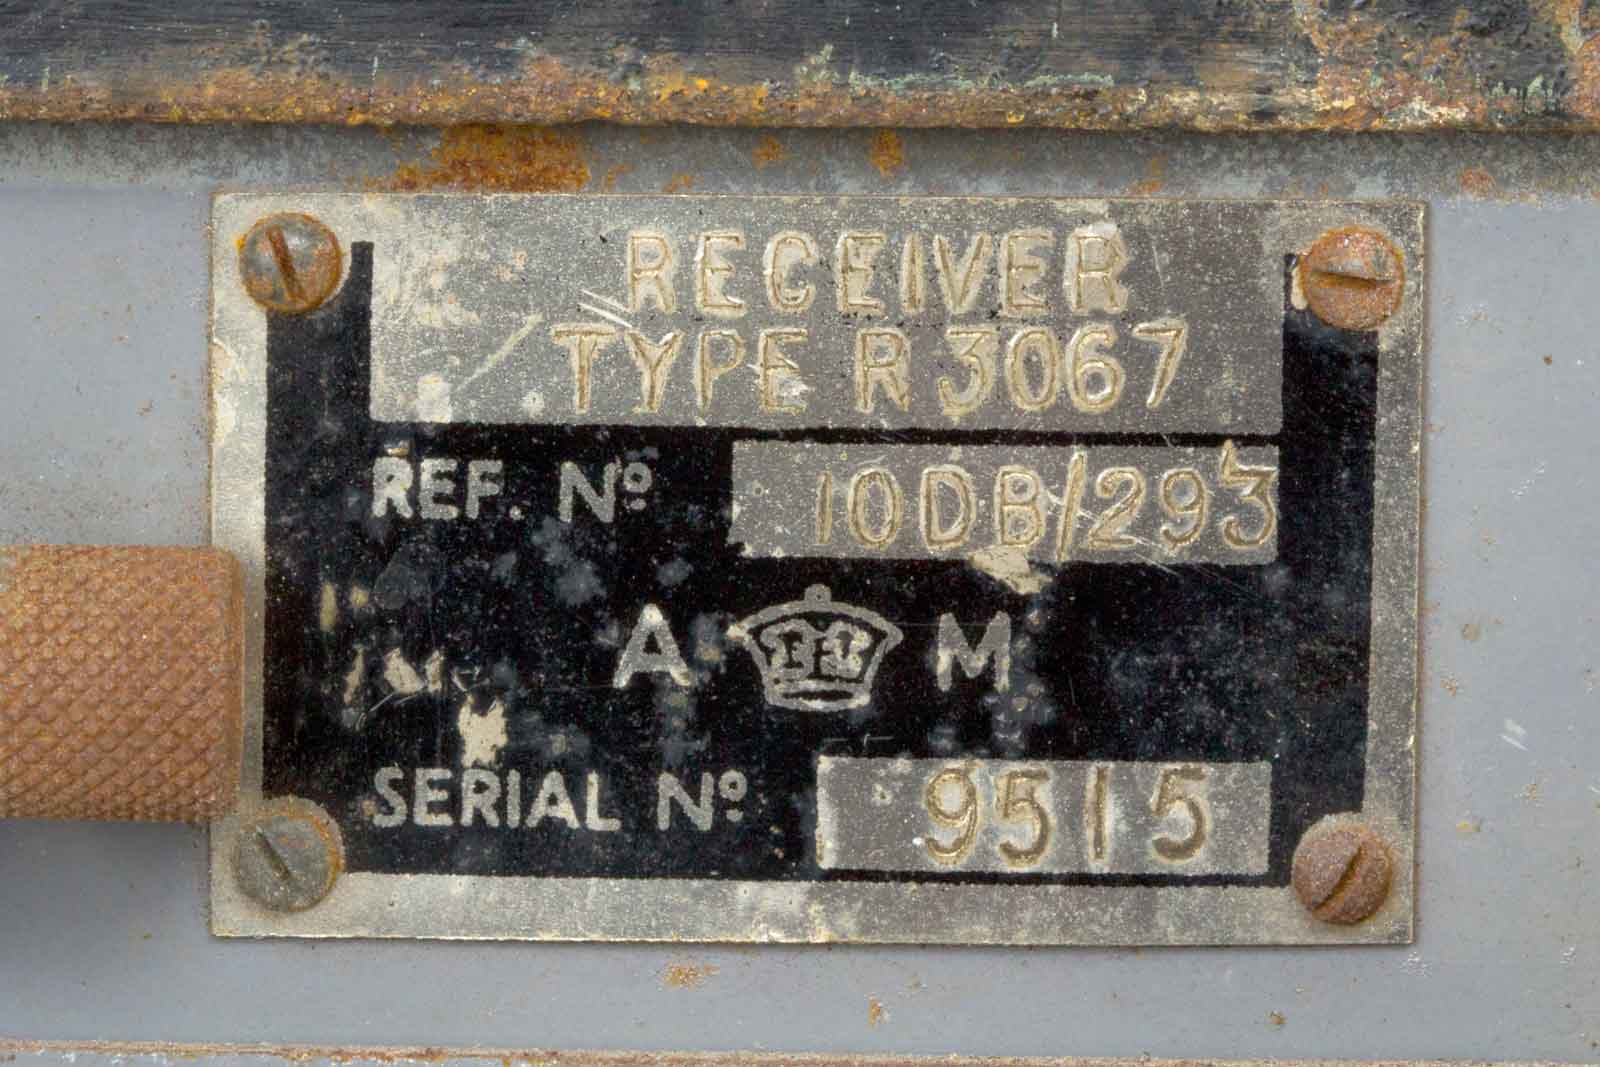 RECEIVER
TYPE R 3067
REF. Nº 10DB/293
A M
SERIAL Nº 9515